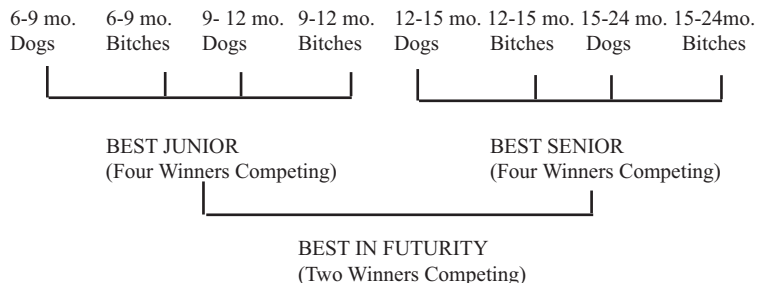 6-9 mo. 6-9 mo. 9- 12 mo. 9-12 mo. 12-15 mo. 12-15 mo. 15-24 mo. 15-24mo.
Dogs Bitches Dogs Bitches Dogs Bitches Dogs Bitches
BEST JUNIOR BEST SENIOR
(Four Winners Competing) (Four Winners Competing)
BEST IN FUTURITY
(Two Winners Competing)